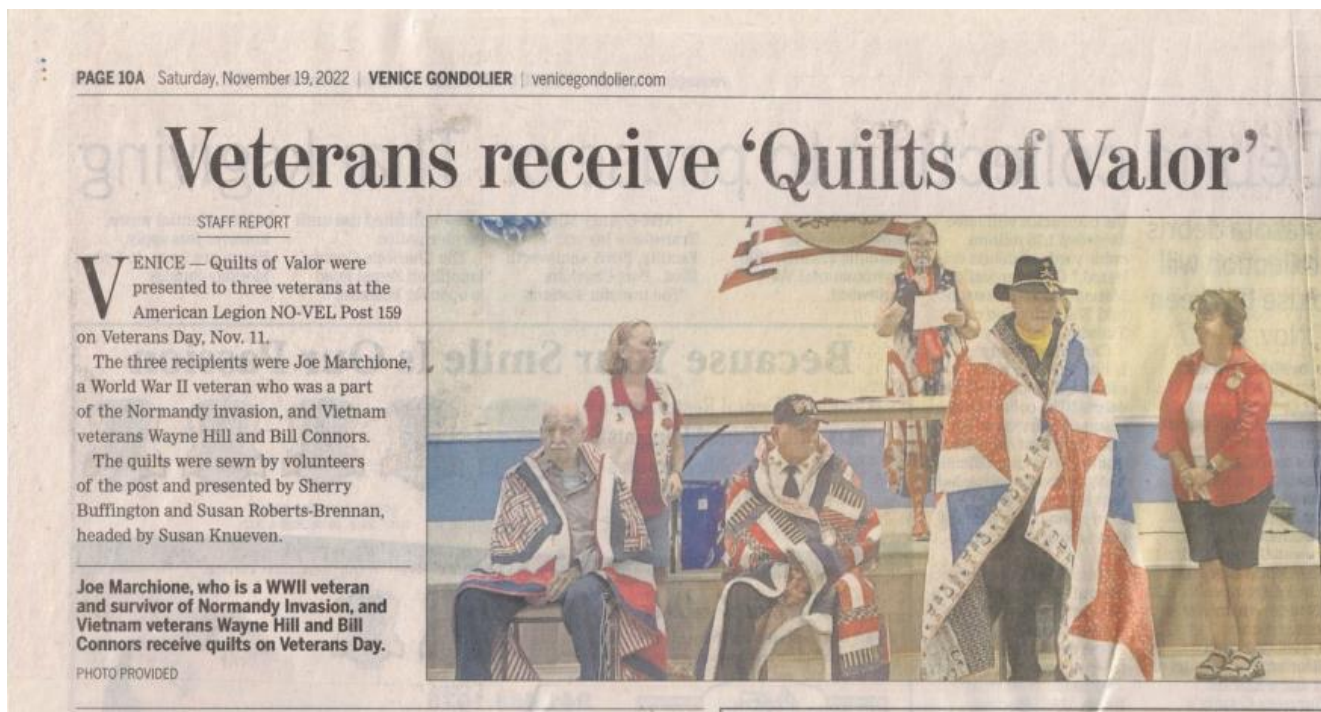 PAGE 10A Saturday, November 19, 2022 | VENICE GONDOLIER | venicegondolier.com
Veterans receive ‘Quilts of Valor’
STAFF REPORT
VENICE — Quilts of Valor were
presented to three veterans at the
American Legion NO-VEL Post 159
on Veterans Day, Nov. 11.
The three recipients were Joe Marchione,
a World War II veteran who was a part
of the Normandy invasion, and Vietnam
veterans Wayne Hill and Bill Connors.
The quilts were sewn by volunteers
of the post and presented by Sherry
Buffington and Susan Roberts-Brennan,
headed by Susan Knueven.
Joe Marchione, who is a WWII veteran
and survivor of Normandy Invasion, and
Vietnam veterans Wayne Hill and Bill
Connors receive quilts on Veterans Day.
PHOTO PROVIDED
Because Your Smile Is Our